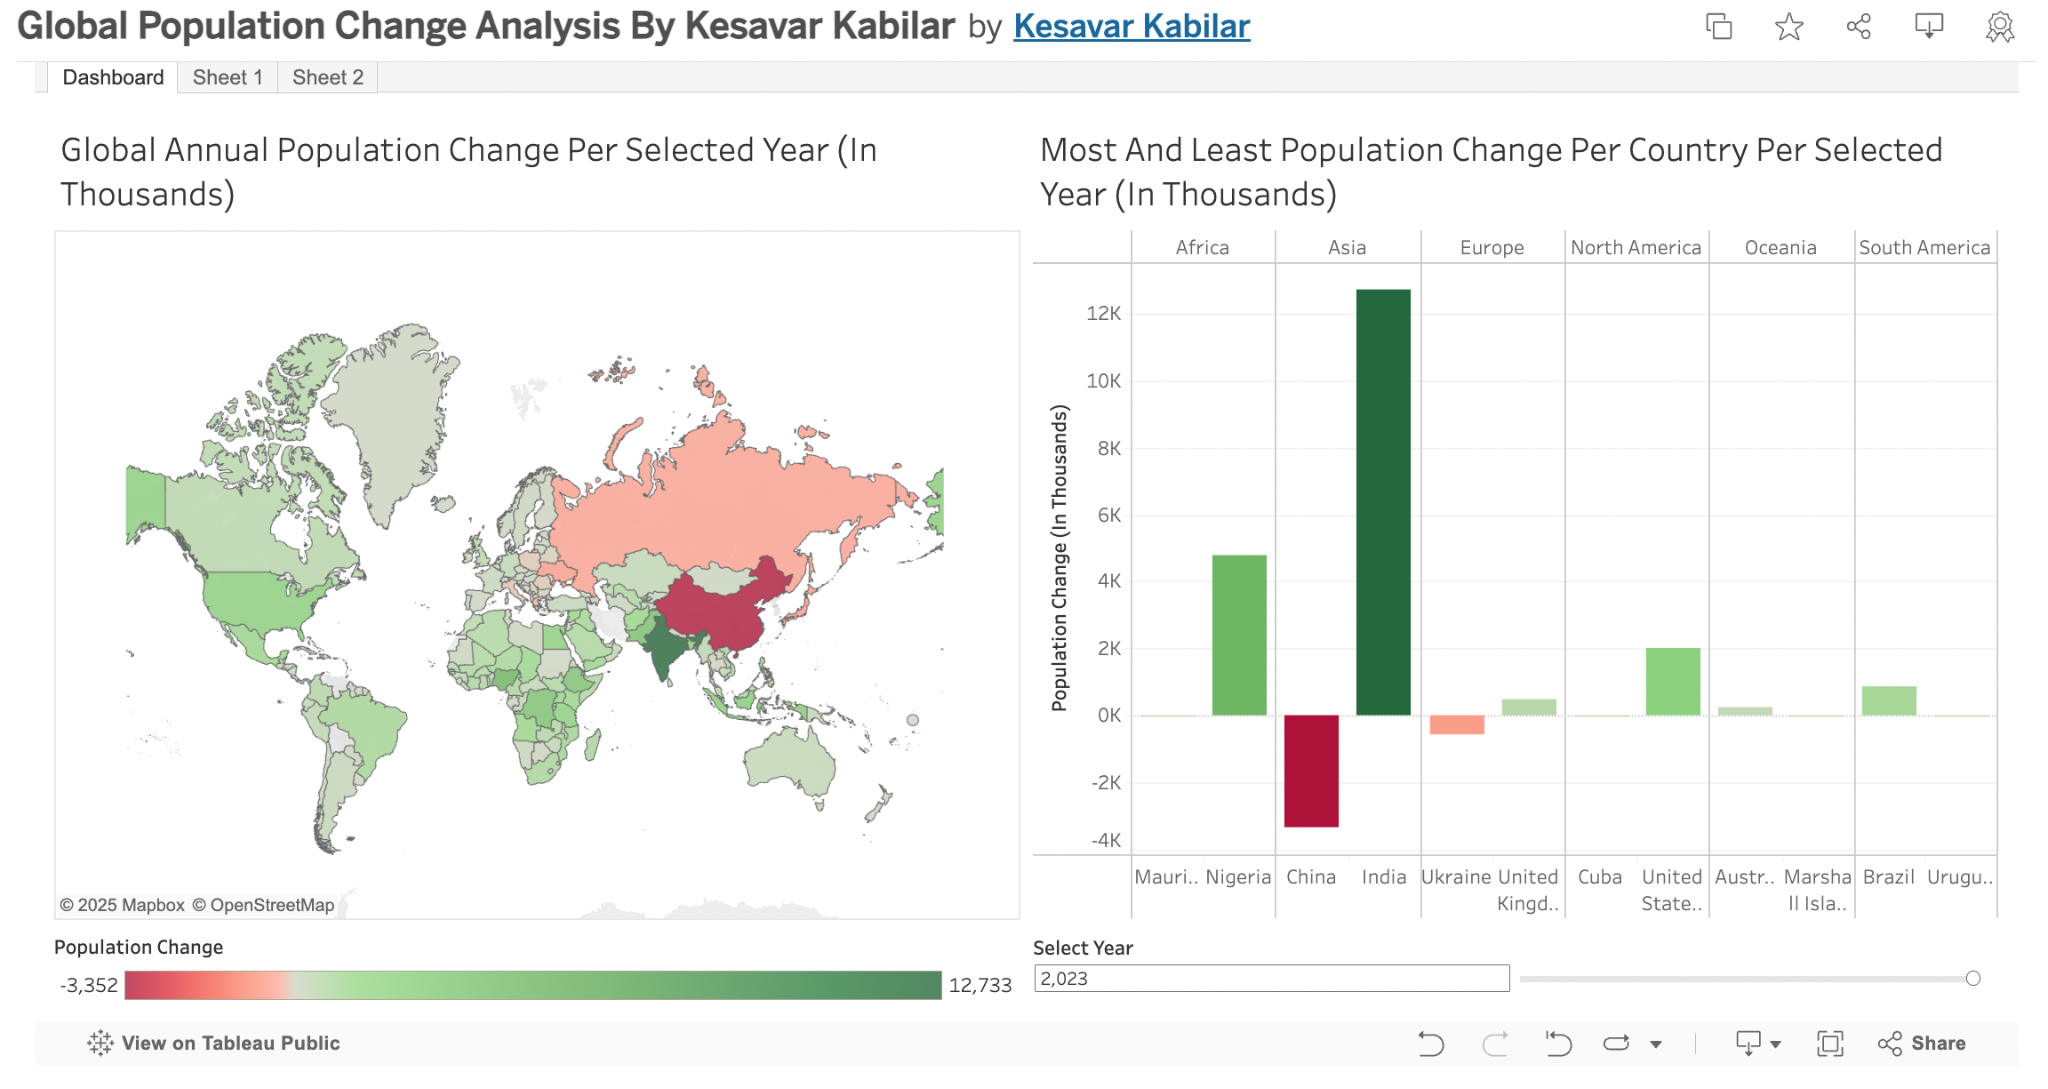 Global Population Change Analysis By Kesavar Kabilar by Kesavar Kabilar
Dashboard Sheet 1 Sheet 2
Global Annual Population Change Per Selected Year (In
Thousands)
Most And Least Population Change Per Country Per Selected
Year (In Thousands)
Africa Asia Europe North America Oceania South America
Population Change (In Thousands)
12K
10K
8K
6K
4K
2K
0K
-2K
-4K
Mauri.. Nigeria China India Ukraine United Cuba United Austr.. Marsha Brazil Urugu..
Kingd.. State.. ll Isla..
© 2025 Mapbox © OpenStreetMap
Population Change
-3,352 12,733
Select Year
2,023
View on Tableau Public
Share